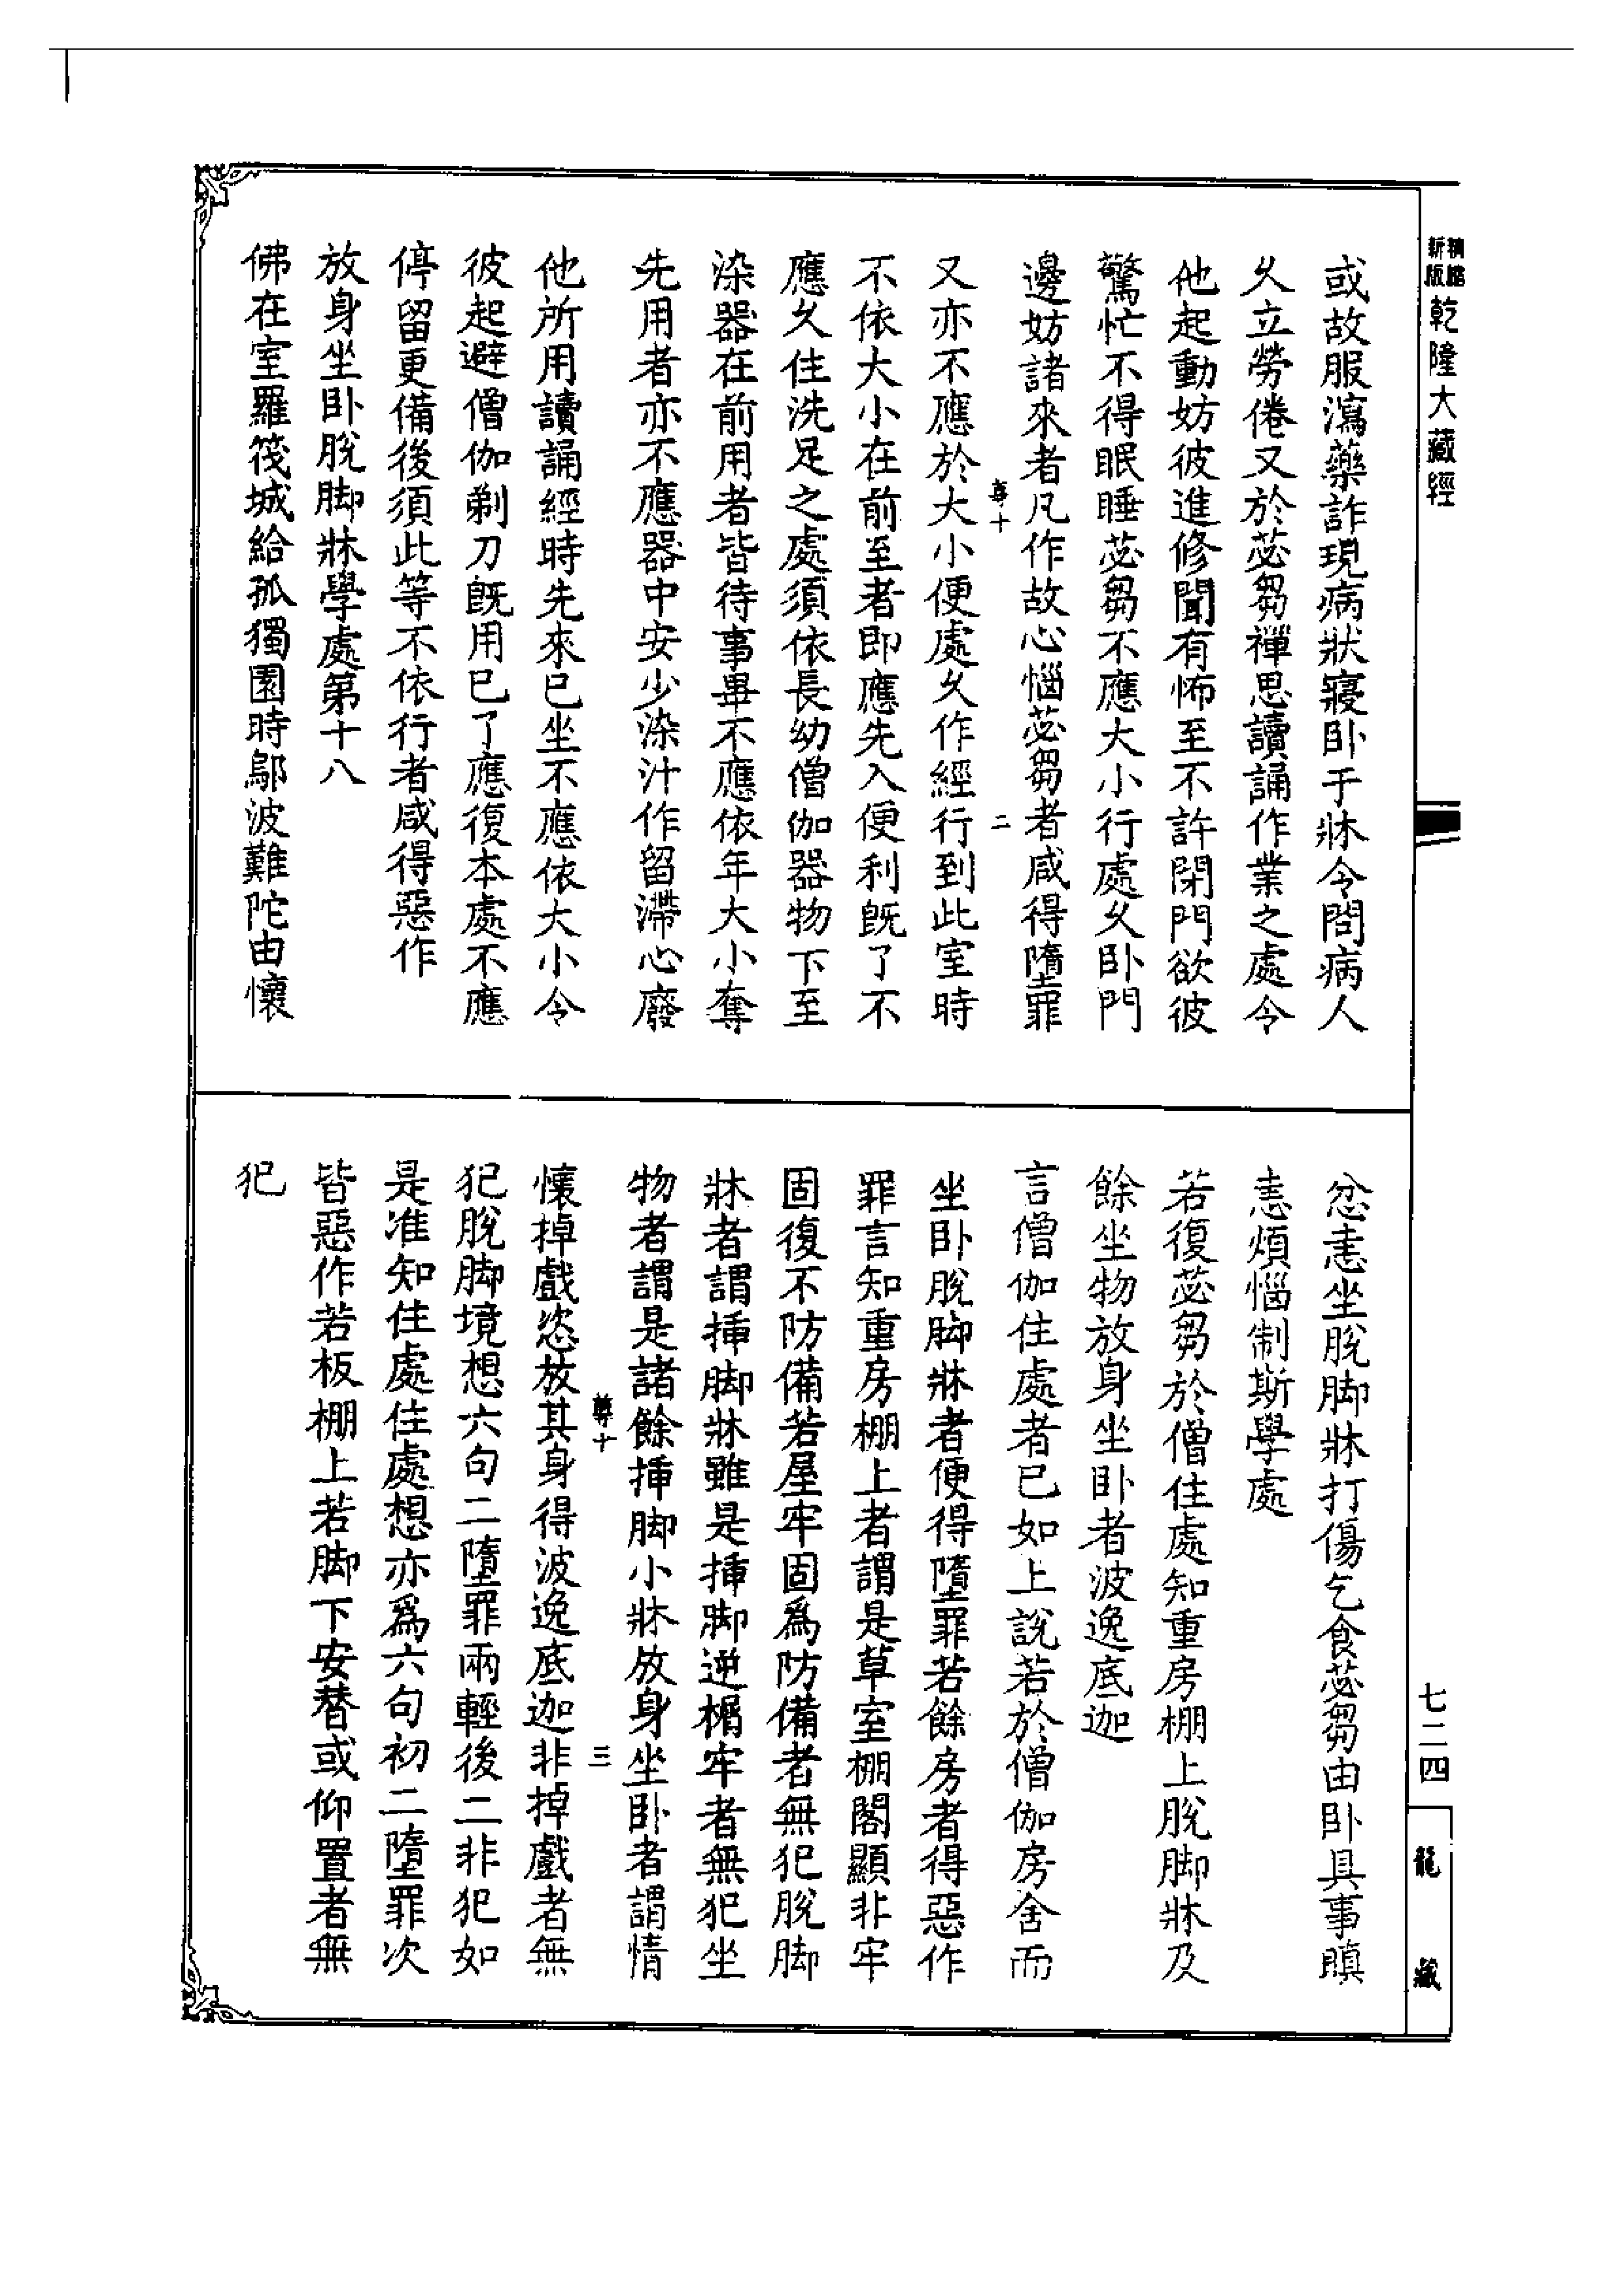 精縮新版乾隆大藏經
或故服瀉藥詐現病狀寢卧于牀令問病人
久立勞倦又於苾芻禪思讀誦作業之處令
他起動妨彼進修聞有怖至不許閉門欲彼
驚忙不得眠睡苾芻不應大小行處久卧門
邊妨諸來者凡作故心惱苾芻者咸得墮罪
尊十 二
又亦不應於大小便處久作經行到此室時
不依大小在前至者即應先入便利旣了不
應久住洗足之處須依長幼僧伽器物下至
染器在前用者皆待事畢不應依年大小奪
先用者亦不應器中安少染汁作留滯心廢
他所用讀誦經時先來已坐不應依大小令
彼起避僧伽剃刀旣用已了應復本處不應
停留更備後須此等不依行者咸得惡作
放身坐卧脫脚牀學處第十八
佛在室羅筏城給孤獨園時鄔波難陀由懷
忿恚坐脫脚牀打傷乞食苾芻由卧具事瞋
恚煩惱制斯學處
若復苾芻於僧住處知重房棚上脫脚牀及
餘坐物放身坐卧者波逸底迦
言僧伽住處者已如上說若於僧伽房舍而
坐卧脫脚牀者便得墮罪若餘房者得惡作
罪言知重房棚上者謂是草室棚閣顯非牢
固復不防備若屋牢固爲防備者無犯脫脚
牀者謂揷脚牀雖是揷脚逆楔牢者無犯坐
物者謂是諸餘揷脚小牀放身坐卧者謂情
尊十 三
懷掉戲恣放其身得波逸底迦非掉戲者無
犯脫脚境想六句二墮罪兩輕後二非犯如
是准知住處住處想亦爲六句初二墮罪次
皆惡作若板棚上若脚下安替或仰置者無
犯
七二四
龍藏